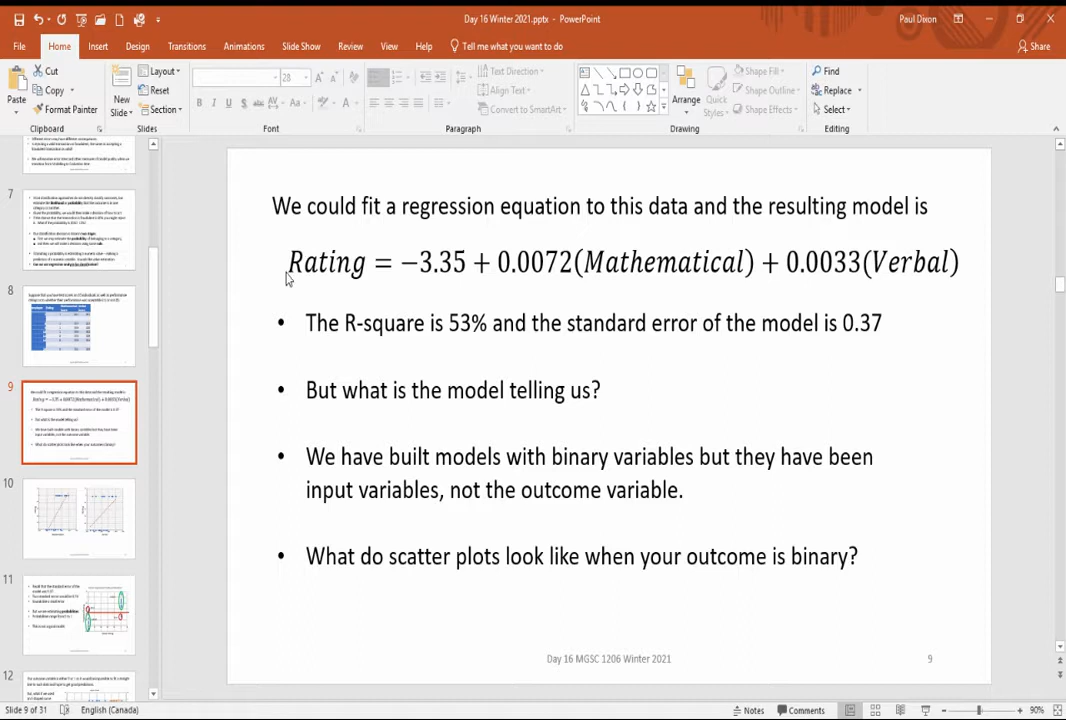 Day 16 Winter 2021.pptx - PowerPoint
Paul Dixon
File Home Insert Design Transitions Animations Slide Show Review View Help Tell me what you want to do Share
Paste Cut Copy Format Painter
New Slide Layout Reset Section
28
B I U S abc AV Aa A
Text Direction Align Text Convert to SmartArt
Arrange Quick Styles Shape Fill Shape Outline Shape Effects
Find Replace Select
Clipboard Slides Font Paragraph Drawing Editing
7
8
9
10
11
12
We could fit a regression equation to this data and the resulting model is
Rating = −3.35 + 0.0072(Mathematical) + 0.0033(Verbal)
• The R-square is 53% and the standard error of the model is 0.37
• But what is the model telling us?
• We have built models with binary variables but they have been
input variables, not the outcome variable.
• What do scatter plots look like when your outcome is binary?
Day 16 MGSC 1206 Winter 2021
9
Slide 9 of 31 English (Canada) Notes Comments 90%